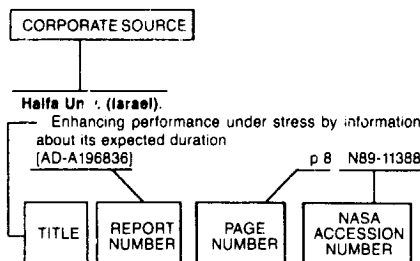 CORPORATE SOURCE
Haifa (Israel).
Enhancing performance under stress by information
about its expected duration
[AD-A196836] p 8 N89-11388
TITLE
REPORT
NUMBER
PAGE
NUMBER
NASA
ACCESSION
NUMBER